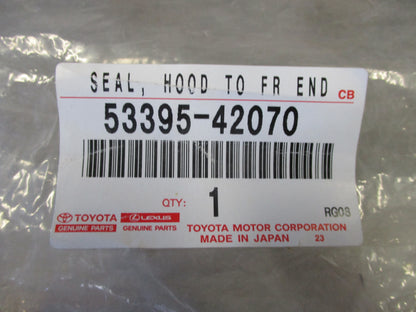 SEAL, HOOD TO FR END CB
53395-42070
QTY: 1 RG03
TOYOTA LEXUS TOYOTA MOTOR CORPORATION
GENUINE PARTS GENUINE PARTS MADE IN JAPAN 23